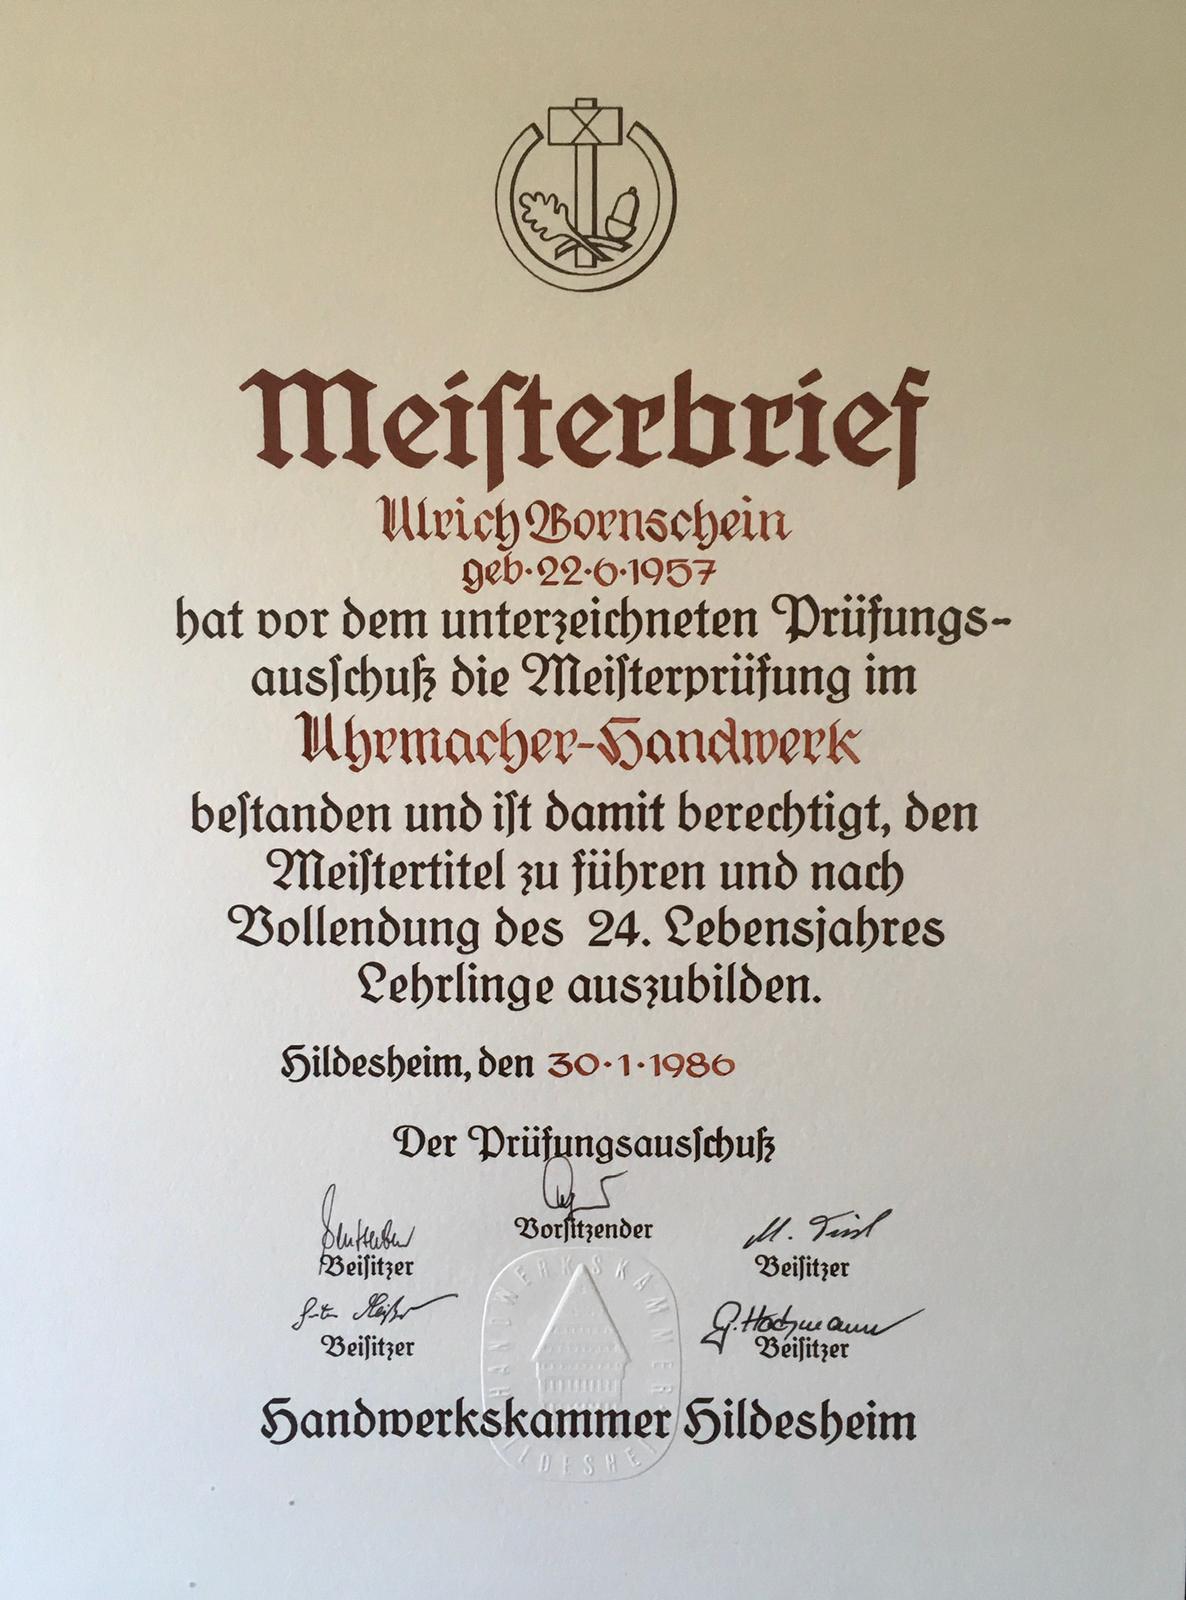 Meiſterbrief
Ulrich Bornschein
geb·22·6·1957
hat vor dem unterzeichneten Prüfungs-
ausſchuß die Meiſterprüfung im
Uhrmacher-Handwerk
beſtanden und iſt damit berechtigt, den
Meiſtertitel zu führen und nach
Vollendung des 24. Lebensjahres
Lehrlinge auszubilden.
Hildesheim, den 30·1·1986
Der Prüfungsausſchuß
Vorſitzender
Beiſitzer
Beiſitzer
Beiſitzer
Beiſitzer
HANDWERKSKAMMER
HILDESHEIM
Handwerkskammer Hildesheim